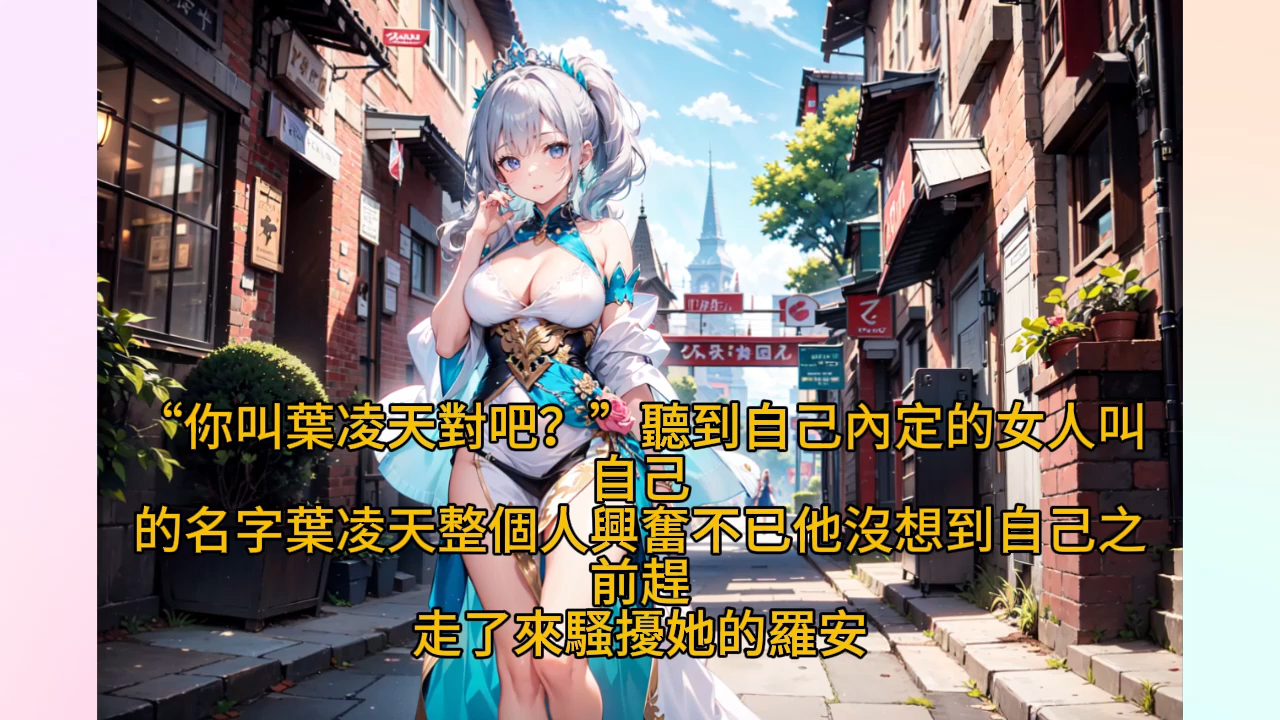 “你叫葉凌天對吧？”聽到自己內定的女人叫
自己
的名字葉凌天整個人興奮不已他沒想到自己之
前趕
走了來騷擾她的羅安